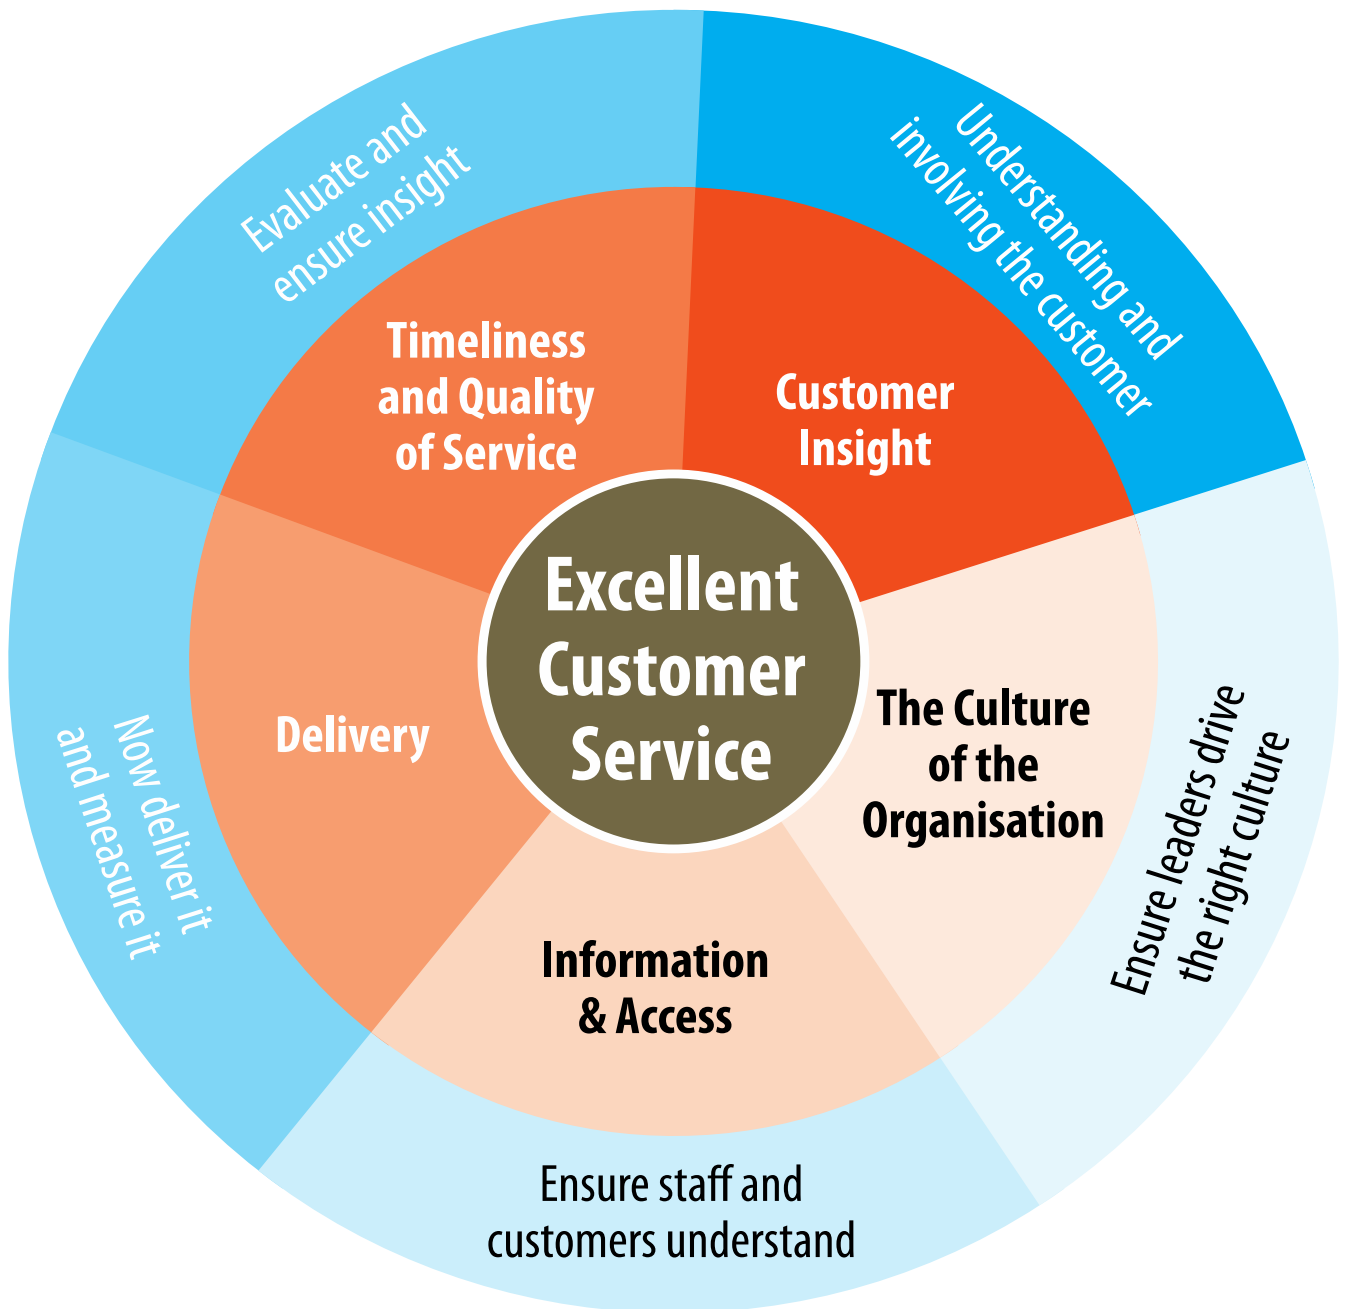 Evaluate and
ensure insight
Understanding and
involving the customer
Timeliness
and Quality
of Service
Customer
Insight
Excellent
Customer
Service
The Culture
of the
Organisation
Delivery
Now deliver it
and measure it
Ensure leaders drive
the right culture
Information
& Access
Ensure staff and
customers understand